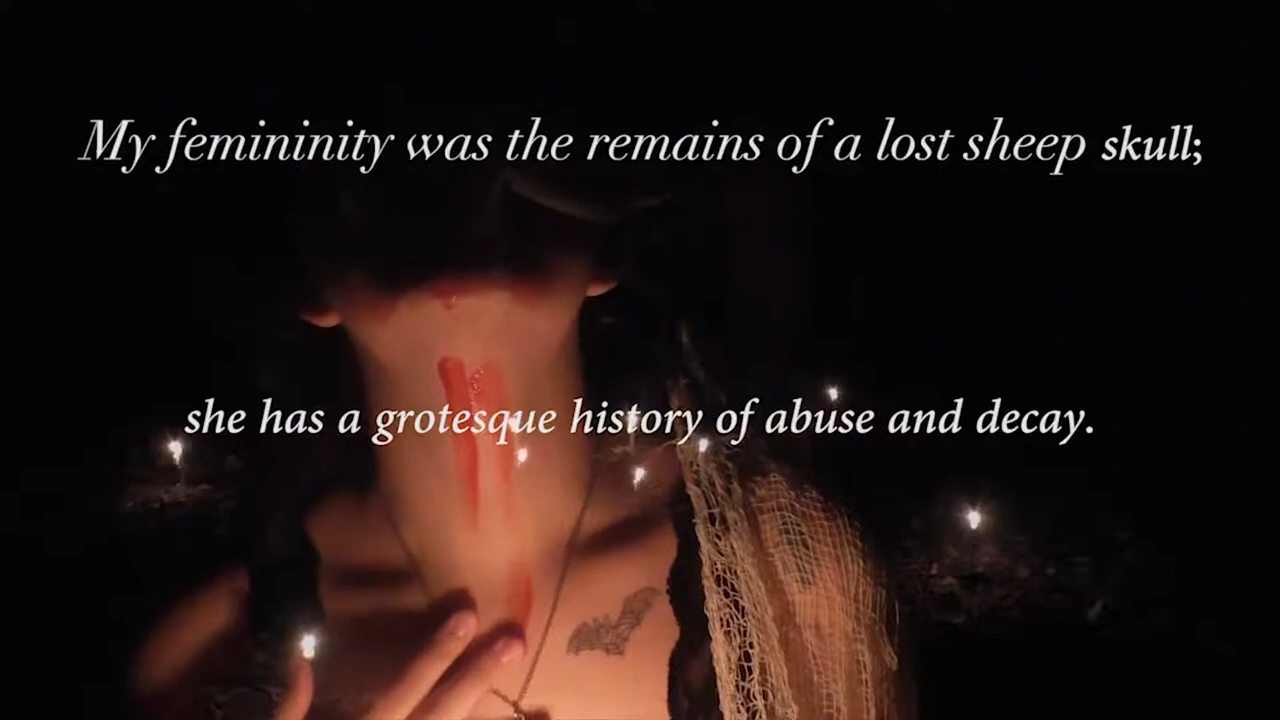 My femininity was the remains of a lost sheep skull;
she has a grotesque history of abuse and decay.